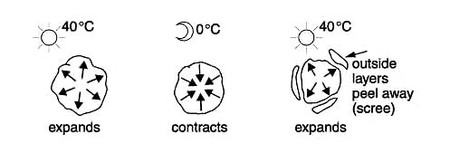 40°C
expands
0°C
contracts
40°C
outside
layers
peel away
(scree)
expands